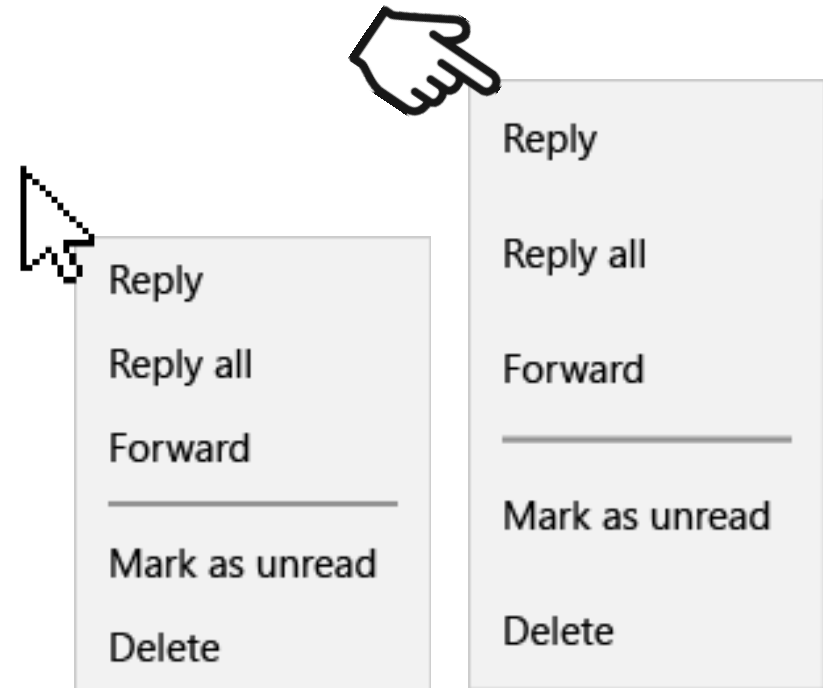 Reply
Reply all
Forward
Mark as unread
Delete
Reply
Reply all
Forward
Mark as unread
Delete